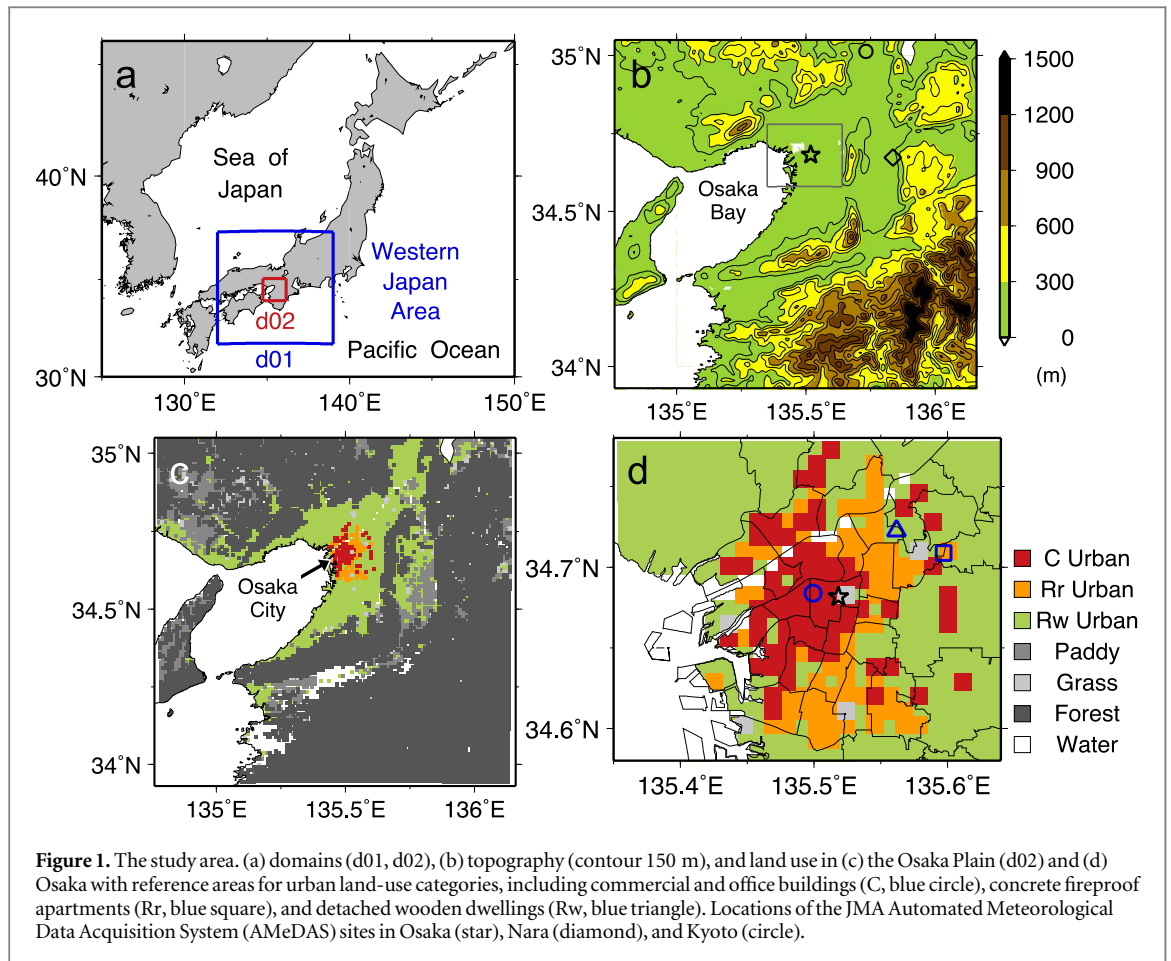 a
Sea of
Japan
Western
Japan
Area
d02
d01
Pacific Ocean
40˚N
30˚N
130˚E
140˚E
150˚E
b
Osaka
Bay
35˚N
34.5˚N
34˚N
135˚E
135.5˚E
136˚E
1500
1200
900
600
300
0
(m)
c
Osaka
City
35˚N
34.5˚N
34˚N
135˚E
135.5˚E
136˚E
d
34.7˚N
34.6˚N
135.4˚E
135.5˚E
135.6˚E
C Urban
Rr Urban
Rw Urban
Paddy
Grass
Forest
Water
Figure 1. The study area. (a) domains (d01, d02), (b) topography (contour 150 m), and land use in (c) the Osaka Plain (d02) and (d)
Osaka with reference areas for urban land-use categories, including commercial and office buildings (C, blue circle), concrete fireproof
apartments (Rr, blue square), and detached wooden dwellings (Rw, blue triangle). Locations of the JMA Automated Meteorological
Data Acquisition System (AMeDAS) sites in Osaka (star), Nara (diamond), and Kyoto (circle).